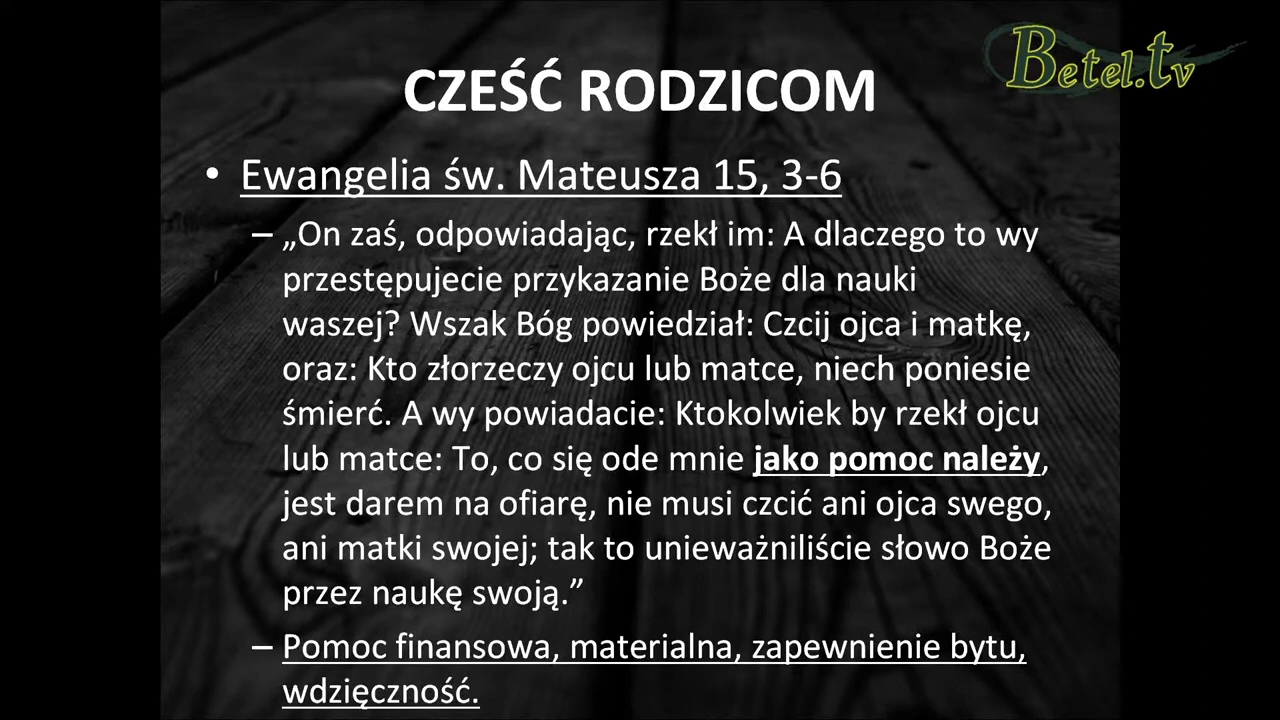 Betel.tv
CZEŚĆ RODZICOM
• Ewangelia św. Mateusza 15, 3-6
– „On zaś, odpowiadając, rzekł im: A dlaczego to wy
przestępujecie przykazanie Boże dla nauki
waszej? Wszak Bóg powiedział: Czcij ojca i matkę,
oraz: Kto złorzeczy ojcu lub matce, niech poniesie
śmierć. A wy powiadacie: Ktokolwiek by rzekł ojcu
lub matce: To, co się ode mnie jako pomoc należy,
jest darem na ofiarę, nie musi czcić ani ojca swego,
ani matki swojej; tak to unieważniliście słowo Boże
przez naukę swoją.”
– Pomoc finansowa, materialna, zapewnienie bytu,
wdzięczność.